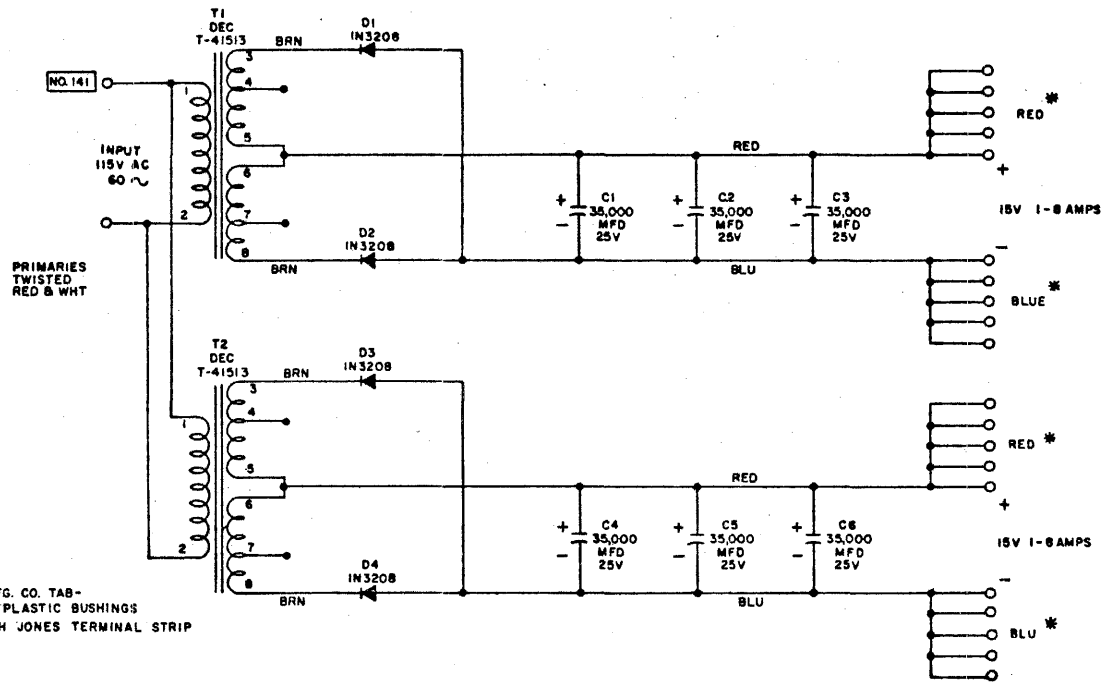 T1
DEC
T-41513
D1
1N3208
BRN
3
4
5
6
7
8
NO. 141
1
2
INPUT
115V AC
60 ~
PRIMARIES
TWISTED
RED & WHT
D2
1N3208
BRN
RED
C1
35,000
MFD
25V
+
-
C2
35,000
MFD
25V
+
-
C3
35,000
MFD
25V
+
-
BLU
RED *
+
15V 1-8 AMPS
-
BLUE *
T2
DEC
T-41513
D3
1N3208
BRN
3
4
5
6
7
8
1
2
D4
1N3208
BRN
RED
C4
35,000
MFD
25V
+
-
C5
35,000
MFD
25V
+
-
C6
35,000
MFD
25V
+
-
BLU
RED *
+
-
BLU *
TG. CO. TAB-
PLASTIC BUSHINGS
H JONES TERMINAL STRIP